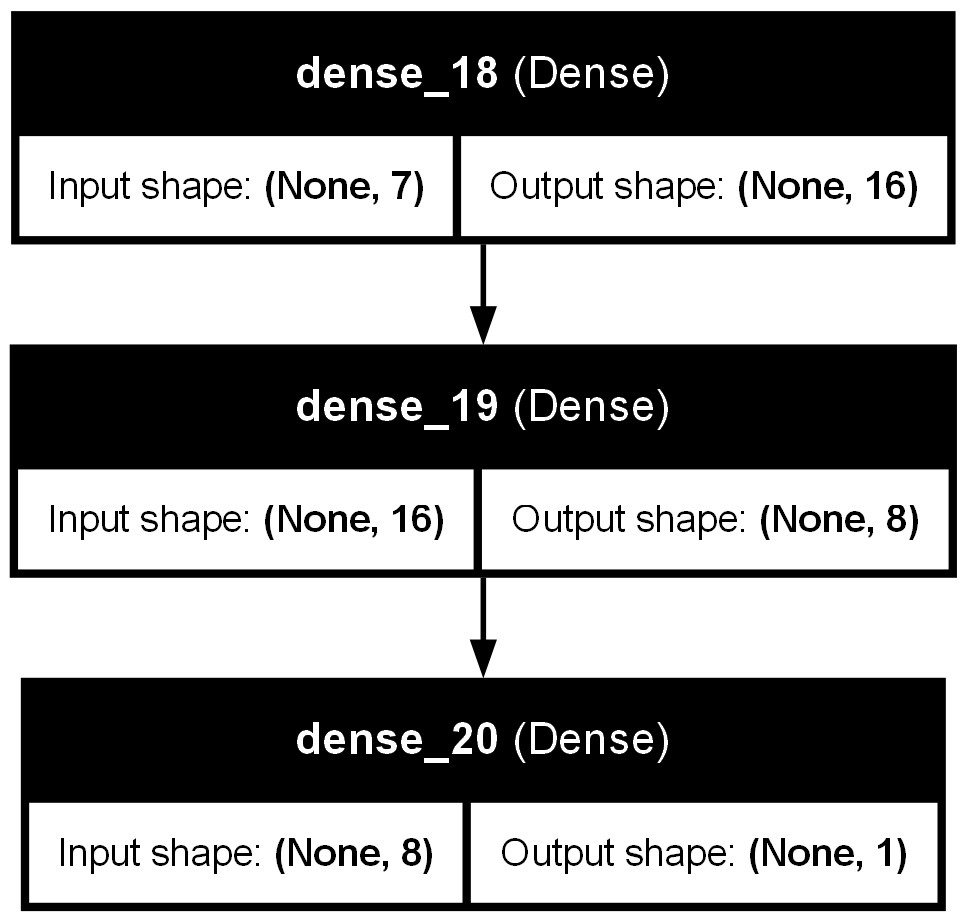 dense_18 (Dense)
Input shape: (None, 7) Output shape: (None, 16)
dense_19 (Dense)
Input shape: (None, 16) Output shape: (None, 8)
dense_20 (Dense)
Input shape: (None, 8) Output shape: (None, 1)